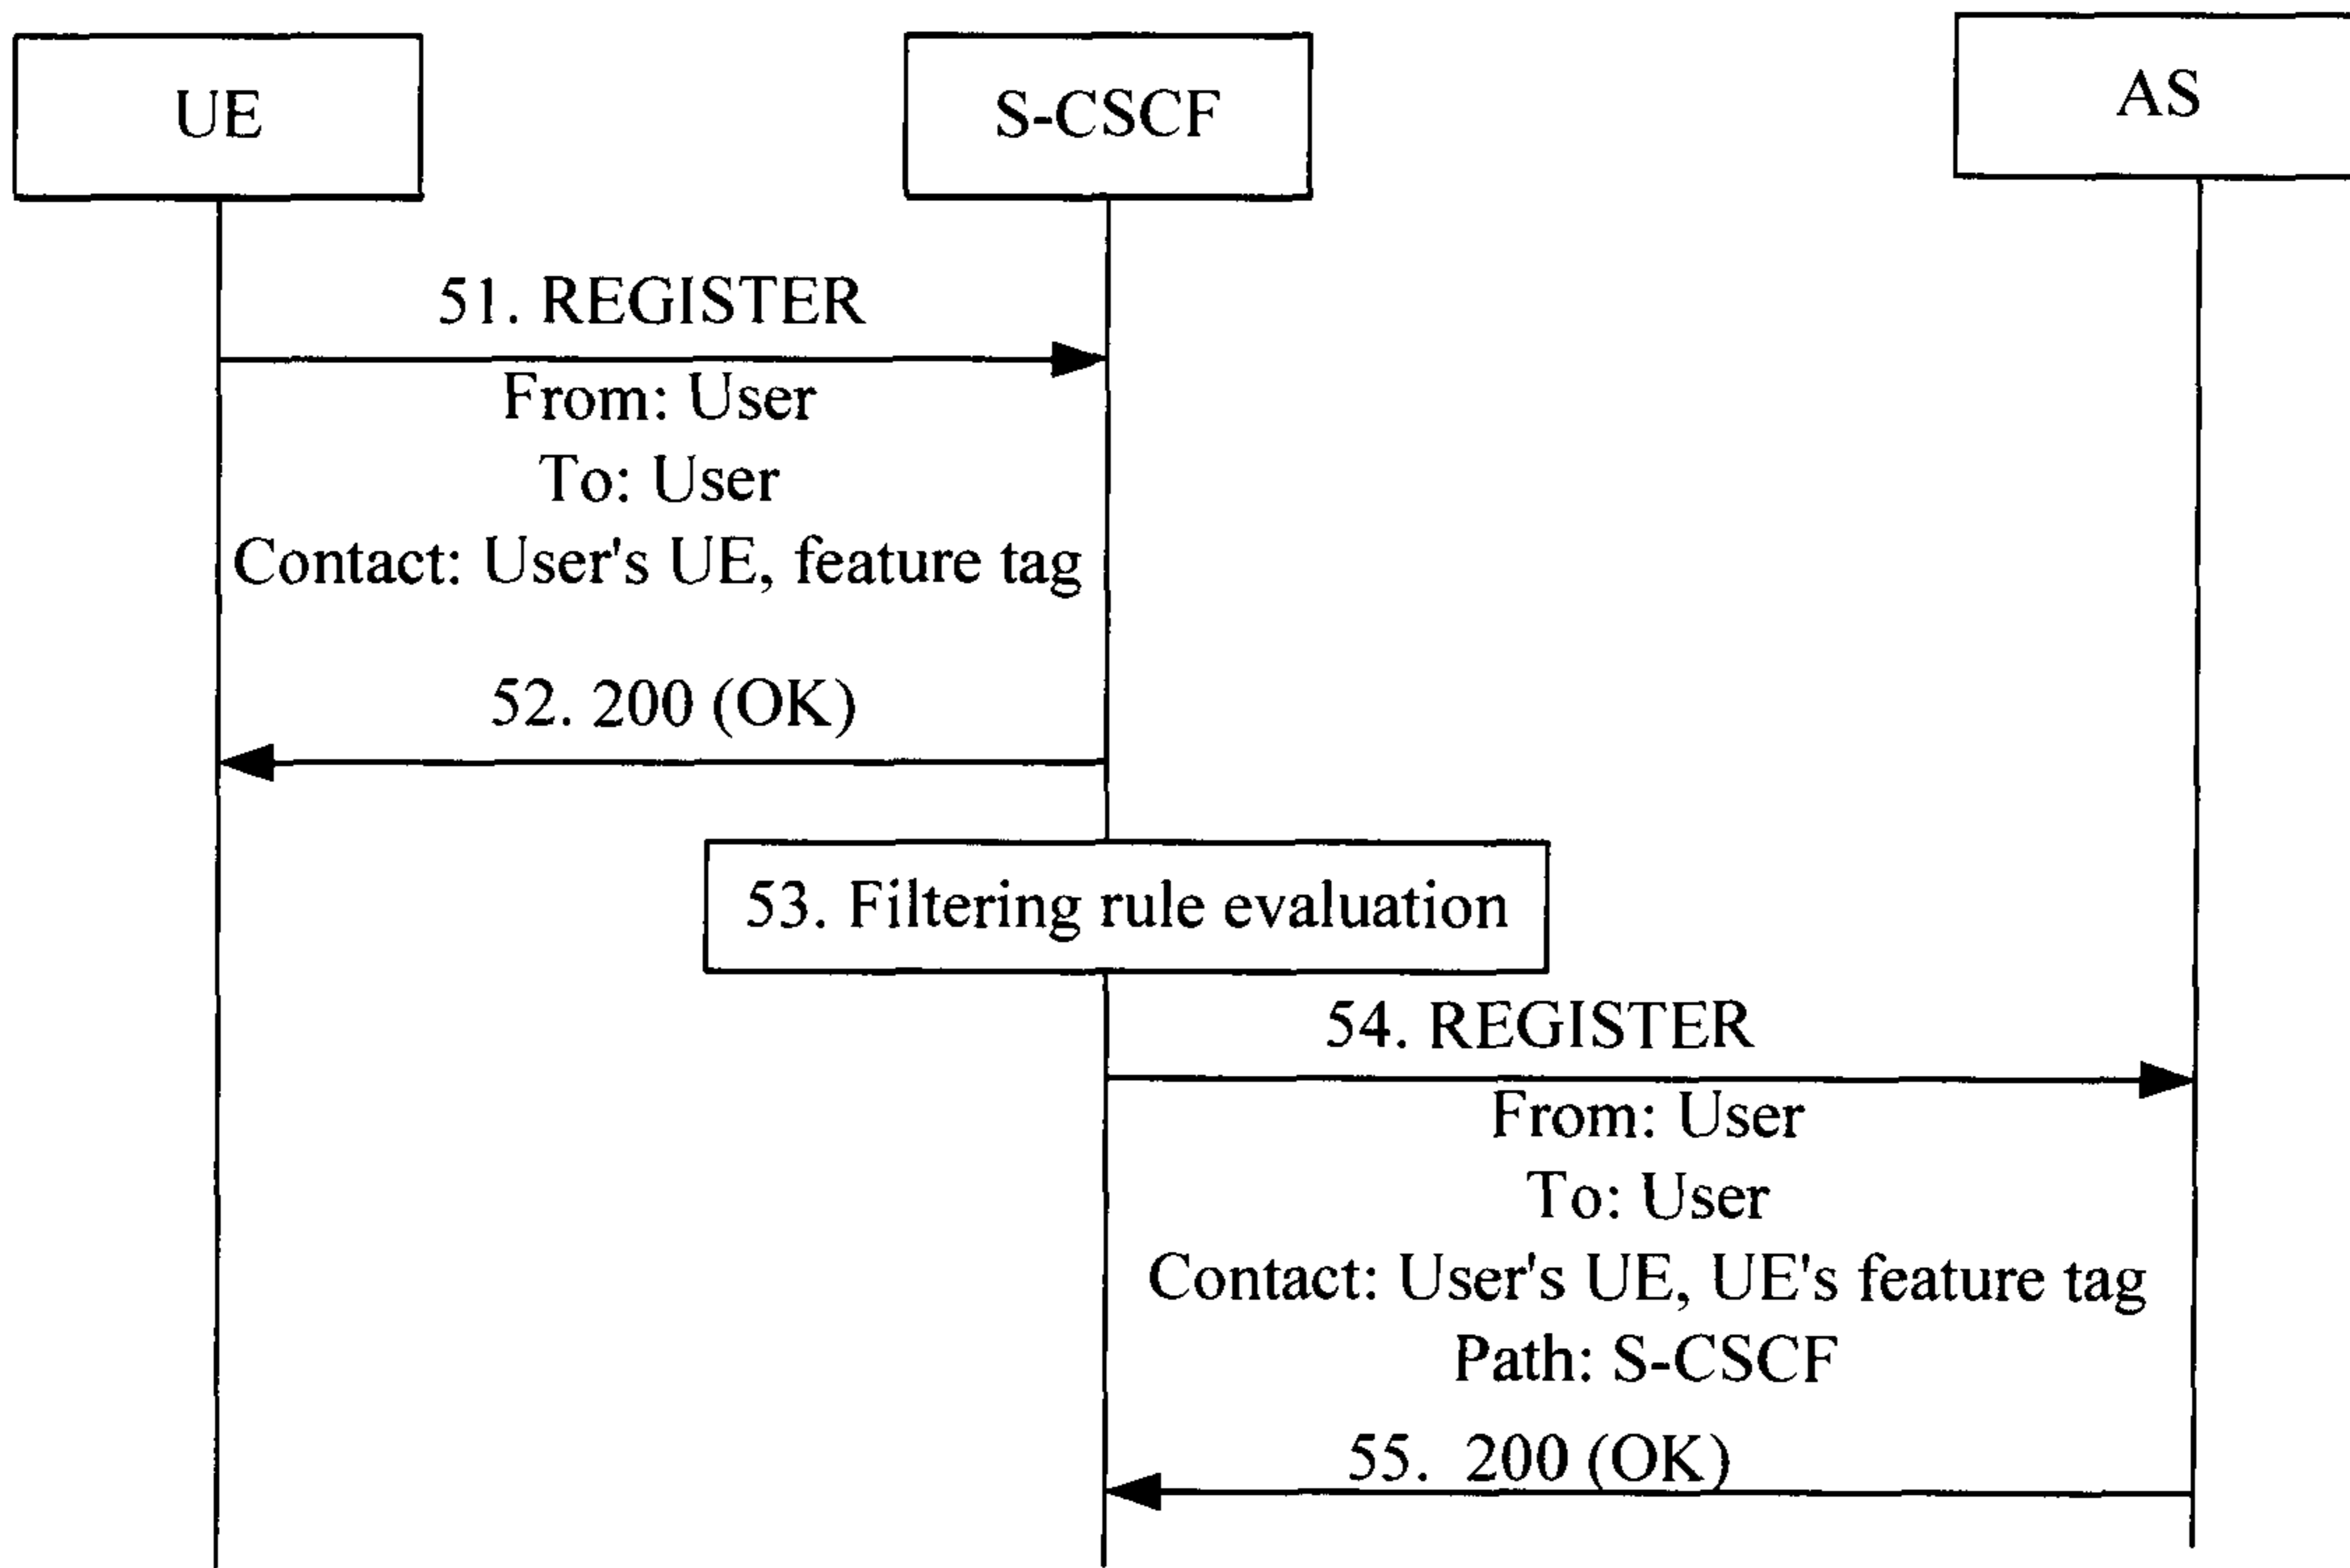 UE
S-CSCF
AS
51. REGISTER
From: User
To: User
Contact: User's UE, feature tag
52. 200 (OK)
53. Filtering rule evaluation
54. REGISTER
From: User
To: User
Contact: User's UE, UE's feature tag
Path: S-CSCF
55. 200 (OK)